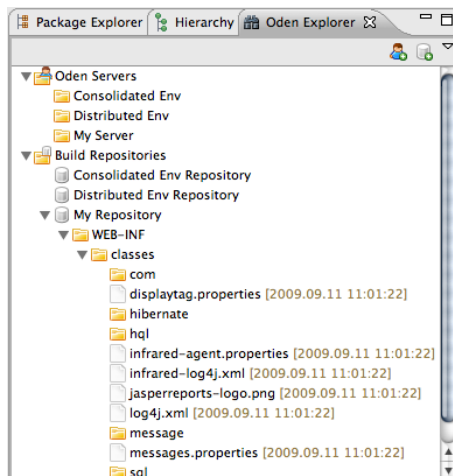 Package Explorer Hierarchy Oden Explorer
Oden Servers
Consolidated Env
Distributed Env
My Server
Build Repositories
Consolidated Env Repository
Distributed Env Repository
My Repository
WEB-INF
classes
com
displaytag.properties [2009.09.11 11:01:22]
hibernate
hql
infrared-agent.properties [2009.09.11 11:01:22]
infrared-log4j.xml [2009.09.11 11:01:22]
jasperreports-logo.png [2009.09.11 11:01:22]
log4j.xml [2009.09.11 11:01:22]
message
messages.properties [2009.09.11 11:01:22]
sql